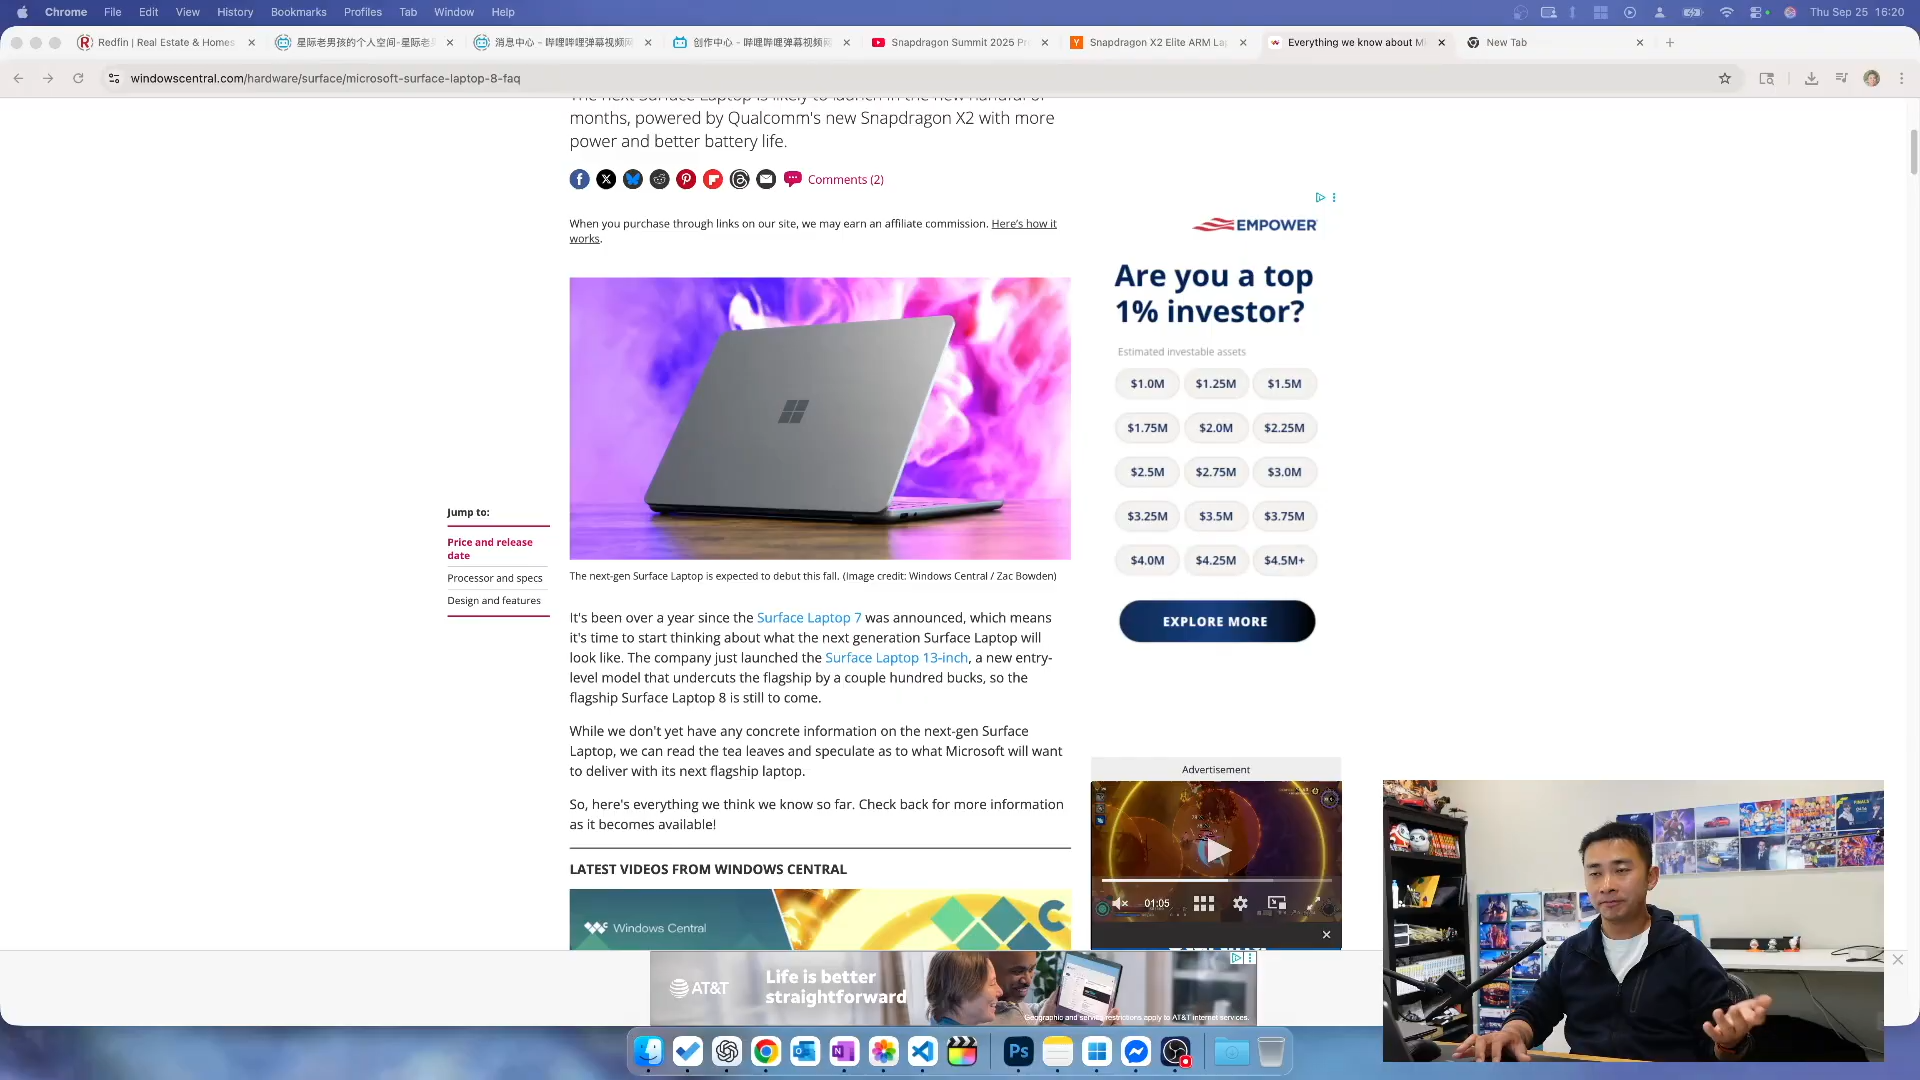 Chrome File Edit View History Bookmarks Profiles Tab Window Help
Thu Sep 25 16:20
Redfin | Real Estate & Homes
星际老男孩的个人空间-星际老
消息中心 - 哔哩哔哩弹幕视频网
创作中心 - 哔哩哔哩弹幕视频网
Snapdragon Summit 2025 Pr
Snapdragon X2 Elite ARM La
Everything we know about M
New Tab
windowscentral.com/hardware/surface/microsoft-surface-laptop-8-faq
The next Surface Laptop is likely to launch in the new handful of
months, powered by Qualcomm's new Snapdragon X2 with more
power and better battery life.
Comments (2)
When you purchase through links on our site, we may earn an affiliate commission. Here's how it
works.
Jump to:
Price and release
date
Processor and specs
Design and features
The next-gen Surface Laptop is expected to debut this fall. (Image credit: Windows Central / Zac Bowden)
It's been over a year since the Surface Laptop 7 was announced, which means
it's time to start thinking about what the next generation Surface Laptop will
look like. The company just launched the Surface Laptop 13-inch, a new entry-
level model that undercuts the flagship by a couple hundred bucks, so the
flagship Surface Laptop 8 is still to come.
While we don't yet have any concrete information on the next-gen Surface
Laptop, we can read the tea leaves and speculate as to what Microsoft will want
to deliver with its next flagship laptop.
So, here's everything we think we know so far. Check back for more information
as it becomes available!
LATEST VIDEOS FROM WINDOWS CENTRAL
Windows Central
EMPOWER
Are you a top
1% investor?
Estimated investable assets
$1.0M $1.25M $1.5M
$1.75M $2.0M $2.25M
$2.5M $2.75M $3.0M
$3.25M $3.5M $3.75M
$4.0M $4.25M $4.5M+
EXPLORE MORE
Advertisement
01:05
AT&T
Life is better
straightforward
Geographic and service restrictions apply to AT&T internet services.
Ps